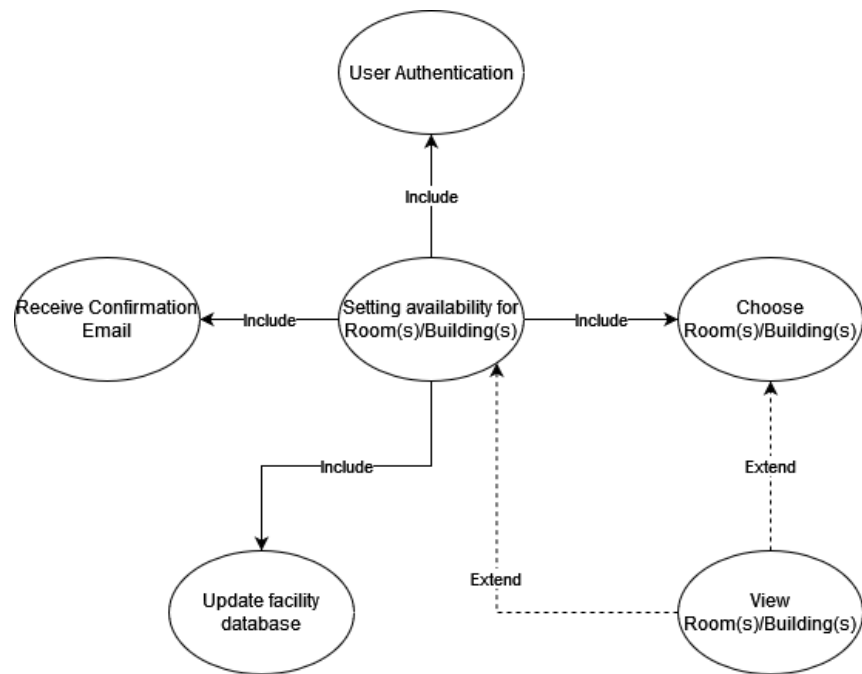 User Authentication
Include
Receive Confirmation
Email
Include
Setting availability for
Room(s)/Building(s)
Include
Choose
Room(s)/Building(s)
Include
Extend
Extend
Update facility
database
View
Room(s)/Building(s)